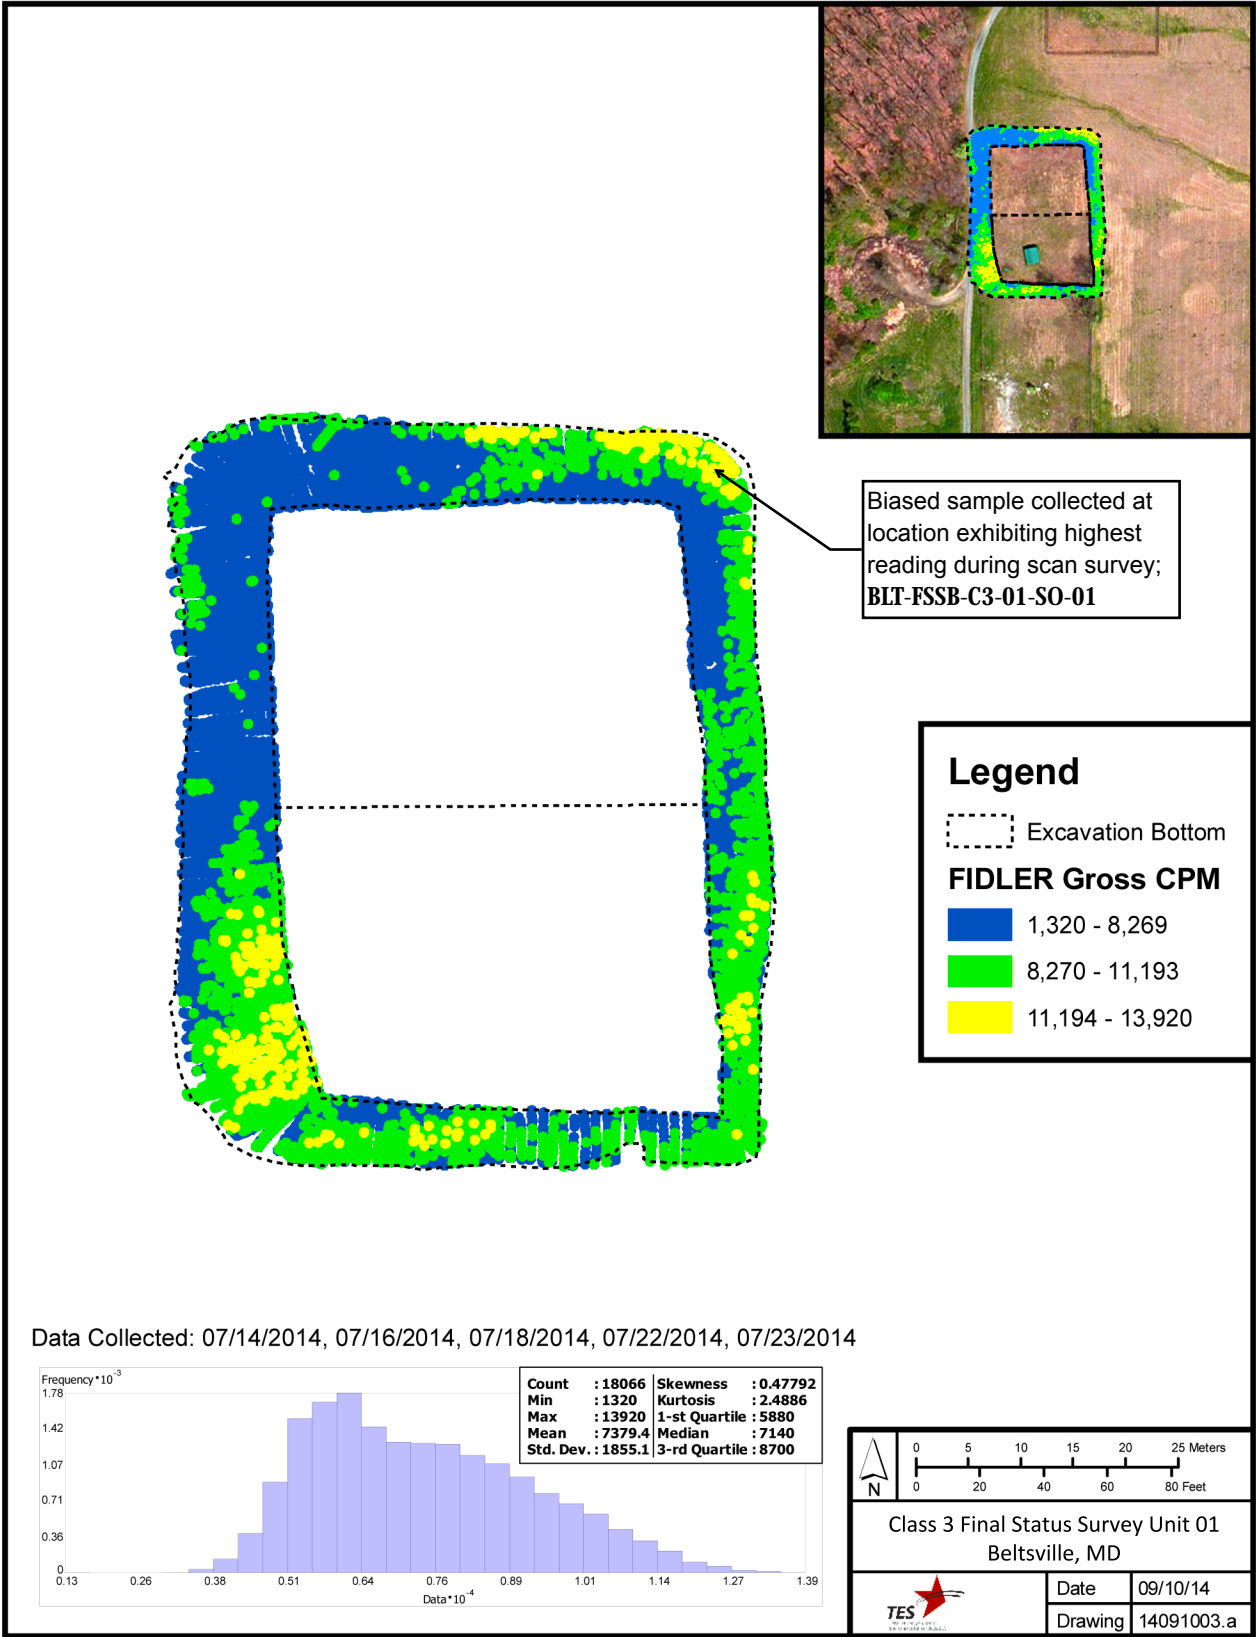 Biased sample collected at
location exhibiting highest
reading during scan survey;
BLT-FSSB-C3-01-SO-01
Legend
Excavation Bottom
FIDLER Gross CPM
1,320 - 8,269
8,270 - 11,193
11,194 - 13,920
Data Collected: 07/14/2014, 07/16/2014, 07/18/2014, 07/22/2014, 07/23/2014
Frequency*10⁻³
1.78
1.42
1.07
0.71
0.36
0
0.13 0.26 0.38 0.51 0.64 0.76 0.89 1.01 1.14 1.27 1.39
Data*10⁻⁴
Count : 18066 Skewness : 0.47792
Min : 1320 Kurtosis : 2.4886
Max : 13920 1-st Quartile : 5880
Mean : 7379.4 Median : 7140
Std. Dev. : 1855.1 3-rd Quartile : 8700
N
0 5 10 15 20 25 Meters
0 20 40 60 80 Feet
Class 3 Final Status Survey Unit 01
Beltsville, MD
TES
Date 09/10/14
Drawing 14091003.a